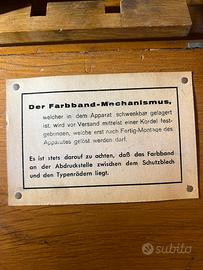 Der Farbband-Mechanismus,
welcher in dem Apparat schwenkbar gelagert
ist, wird vor Versand mittelst einer Kordel fest-
gebunden, welche erst nach Fertig-Montage des
Apparates gelöst werden darf.
Es ist stets darauf zu achten, daß das Farbband
an der Abdruckstelle zwischen dem Schutzblech
und den Typenrädern liegt.
subito